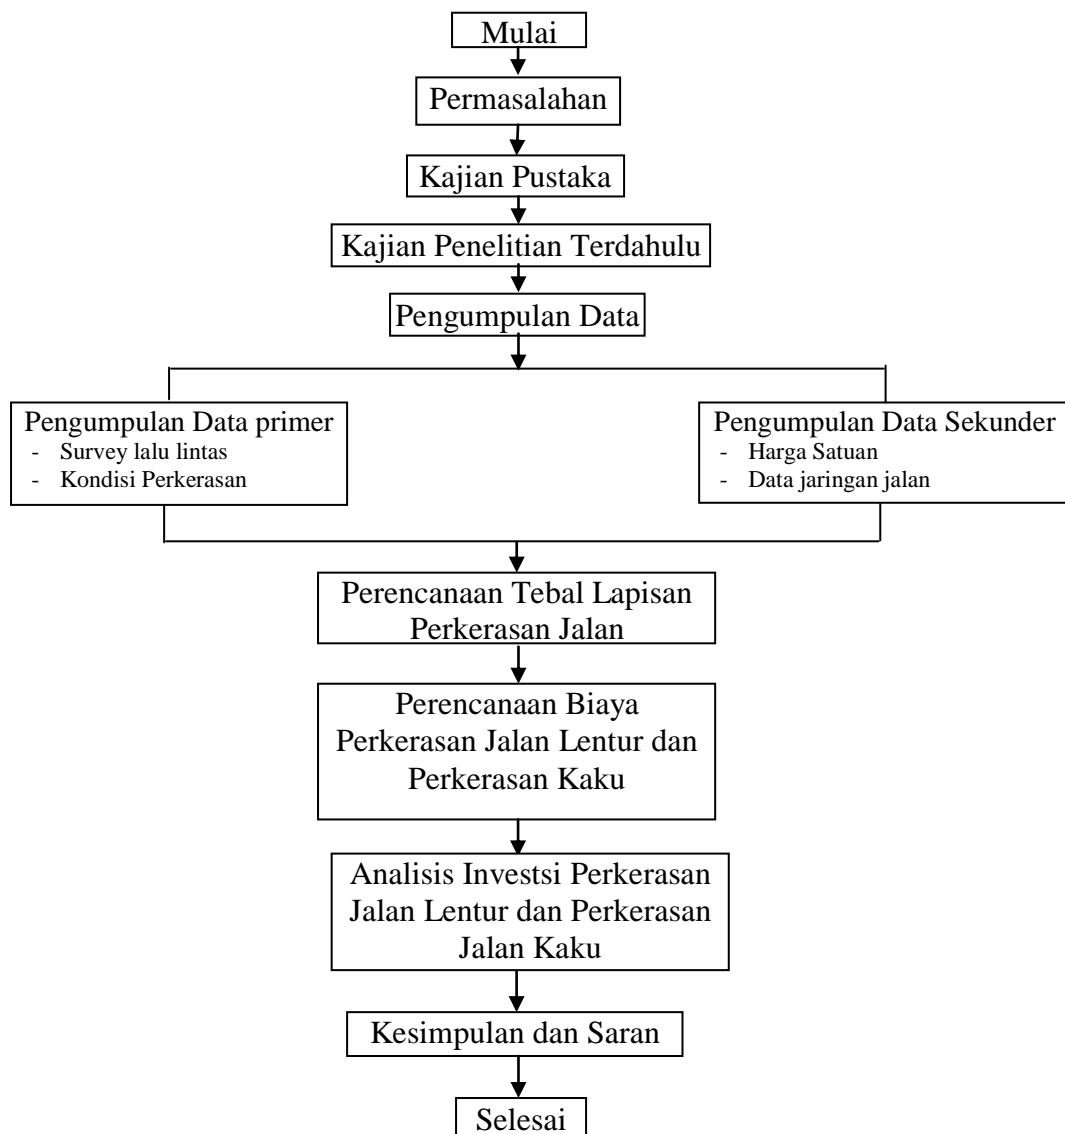 Mulai
Permasalahan
Kajian Pustaka
Kajian Penelitian Terdahulu
Pengumpulan Data
Pengumpulan Data primer
- Survey lalu lintas
- Kondisi Perkerasan
Pengumpulan Data Sekunder
- Harga Satuan
- Data jaringan jalan
Perencanaan Tebal Lapisan
Perkerasan Jalan
Perencanaan Biaya
Perkerasan Jalan Lentur dan
Perkerasan Kaku
Analisis Investsi Perkerasan
Jalan Lentur dan Perkerasan
Jalan Kaku
Kesimpulan dan Saran
Selesai